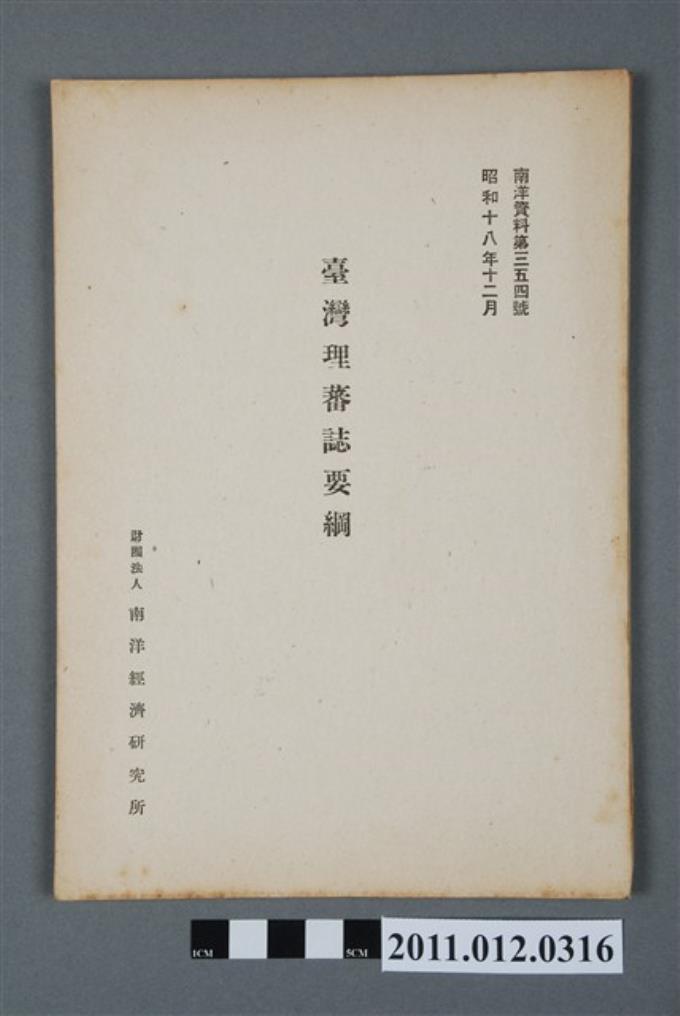 南洋資料第三五四號
昭和十八年十二月
臺灣理蕃誌要綱
財團法人 南洋經濟研究所
1CM 5CM
2011.012.0316